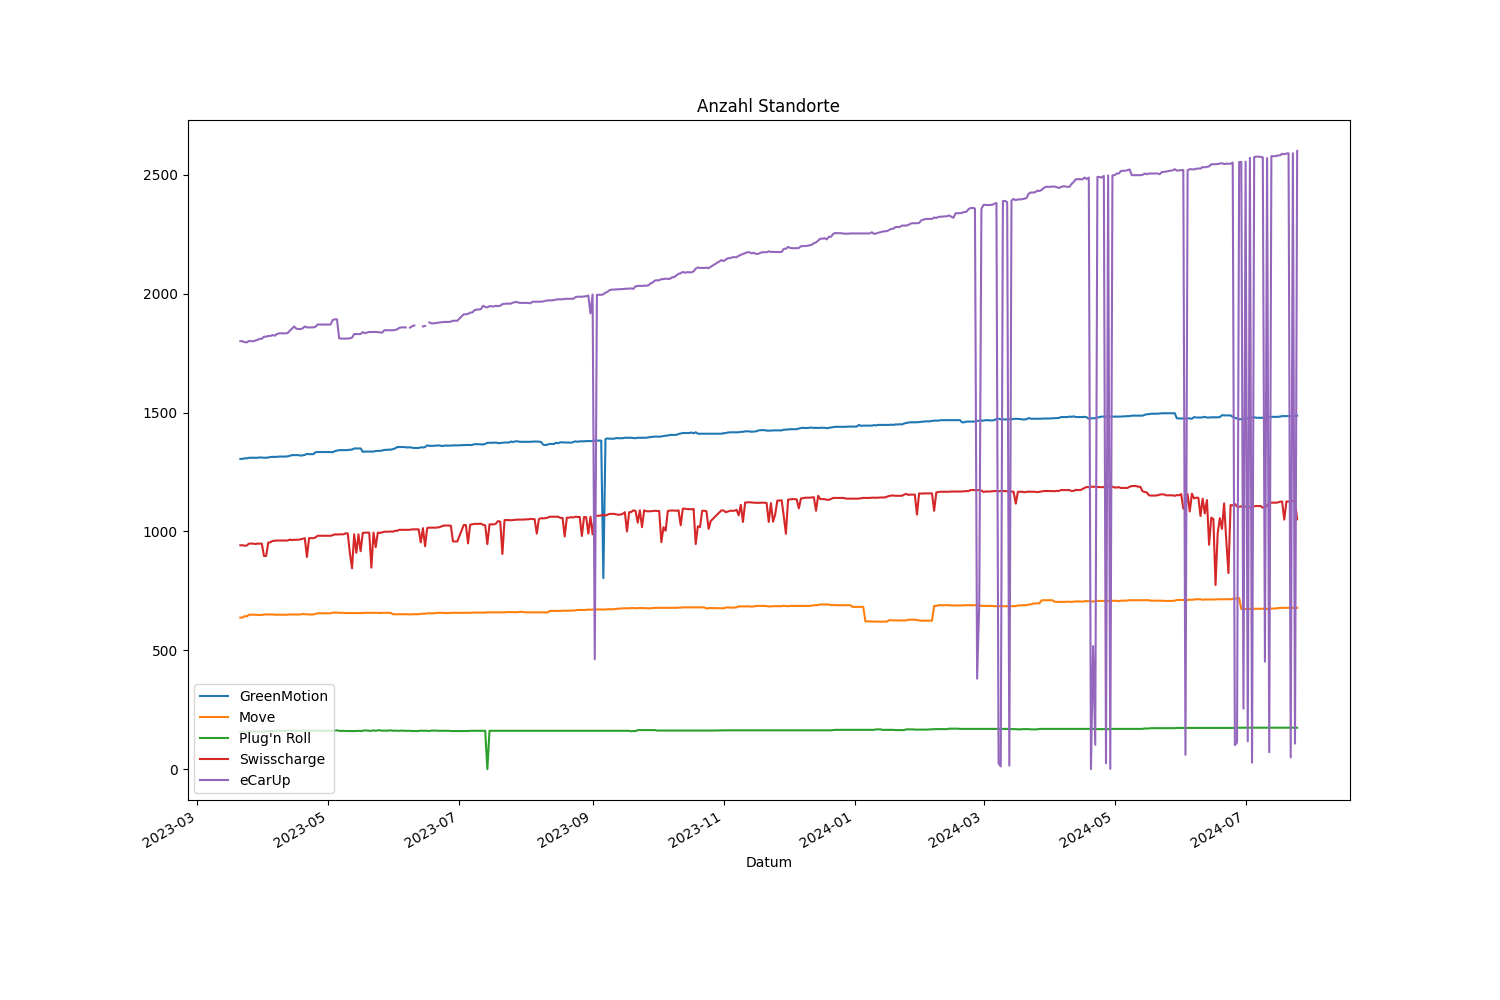 Anzahl Standorte
2500
2000
1500
1000
500
0
GreenMotion
Move
Plug'n Roll
Swisscharge
eCarUp
2023-03
2023-05
2023-07
2023-09
2023-11
2024-01
2024-03
2024-05
2024-07
Datum